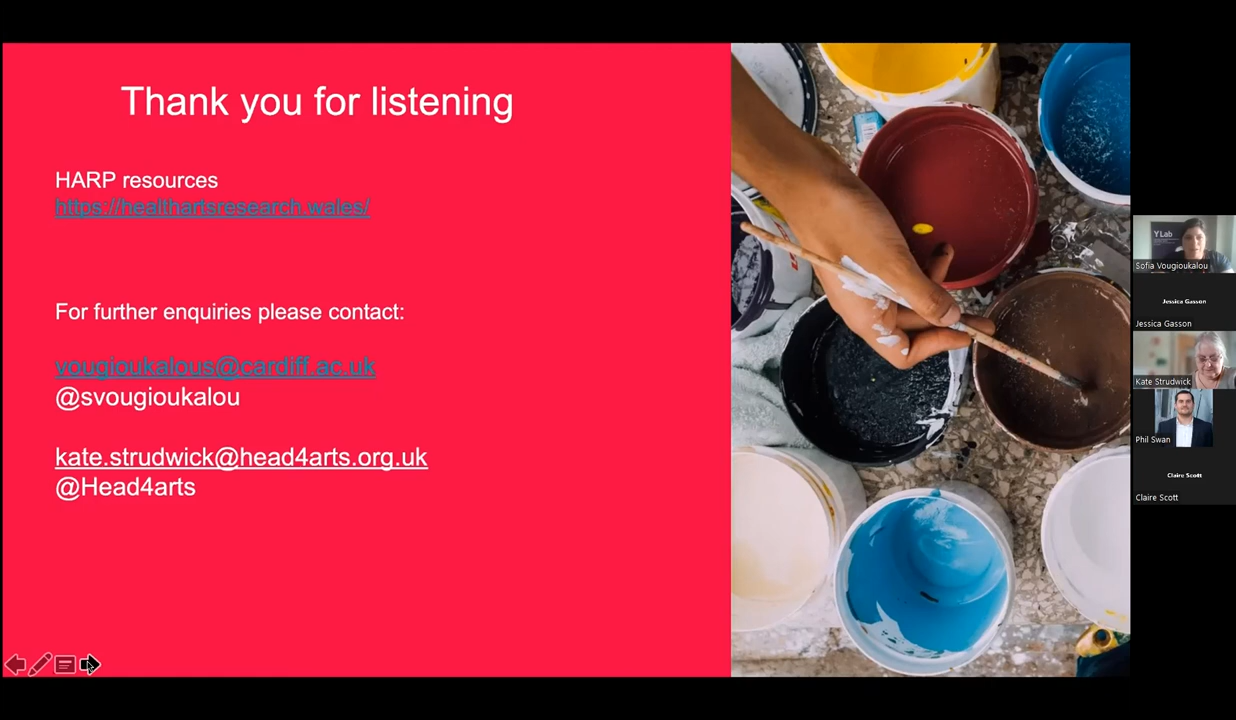 Thank you for listening
HARP resources
https://healthartsresearch.wales/
For further enquiries please contact:
vougioukalous@cardiff.ac.uk
@svougioukalou
kate.strudwick@head4arts.org.uk
@Head4arts
Y Lab
Sofia Vougioukalou
Jessica Gasson
Jessica Gasson
Kate Strudwick
Phil Swan
Claire Scott
Claire Scott